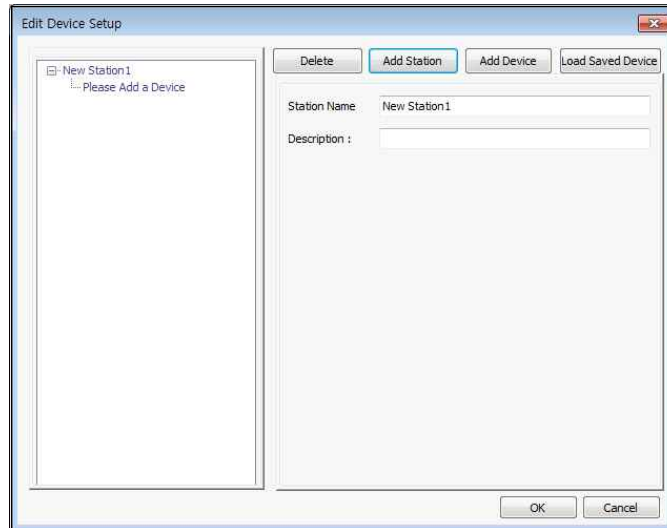 Edit Device Setup
New Station1
Please Add a Device
Delete
Add Station
Add Device
Load Saved Device
Station Name
New Station1
Description :
OK
Cancel